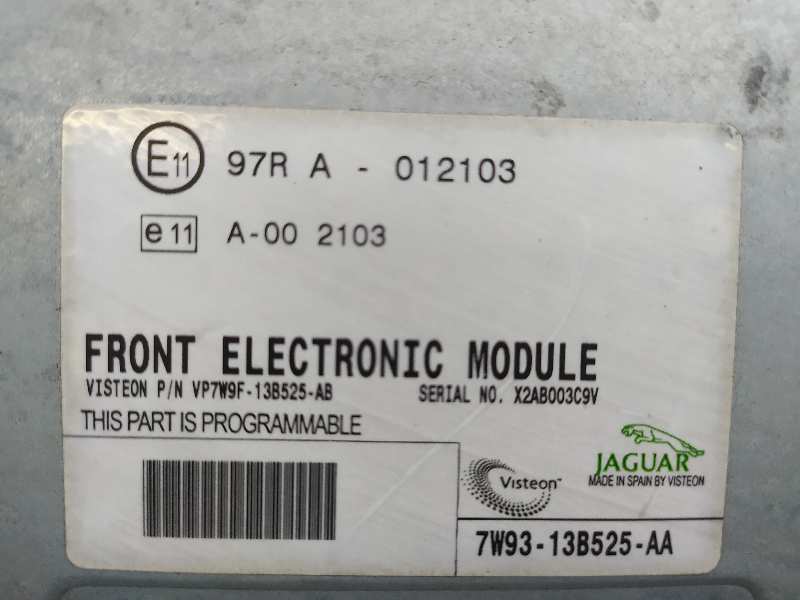 E11 97R A - 012103
e11 A-00 2103
FRONT ELECTRONIC MODULE
VISTEON P/N VP7W9F-13B525-AB SERIAL NO. X2AB003C9V
THIS PART IS PROGRAMMABLE
Visteon
JAGUAR
MADE IN SPAIN BY VISTEON
7W93-13B525-AA